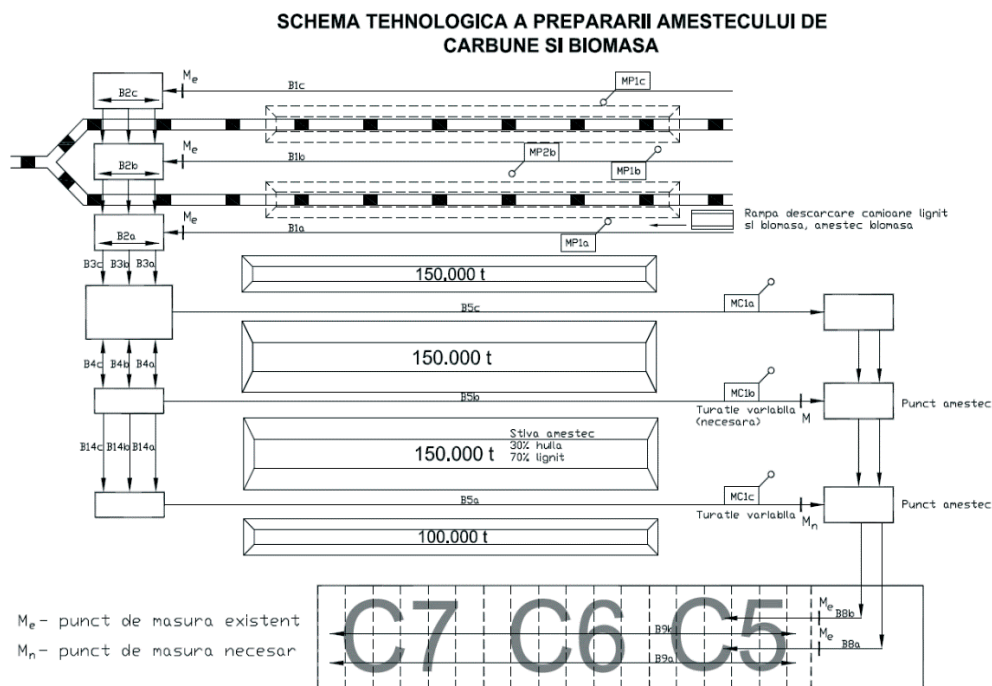 SCHEMA TEHNOLOGICA A PREPARARII AMESTECULUI DE
CARBUNE SI BIOMASA
Me
B2c
B1c
MP1c
Me
B2b
B1b
MP2b
MP1b
Me
B2a
B1a
MP1a
Rampa descarcare camioane lignit
si biomasa, amestec biomasa
B3c
B3b
B3a
150.000 t
B5c
MC1a
B4c
B4b
B4a
150.000 t
B5b
MC1b
Turatie variabila
(necesara)
M
Punct amestec
B14c
B14b
B14a
150.000 t
Stiva amestec
30% huila
70% lignit
B5a
MC1c
Turatie variabila
Mn
Punct amestec
100.000 t
Me - punct de masura existent
Mn - punct de masura necesar
C7
C6
C5
Me
B8b
B9b
Me
B8a
B9a